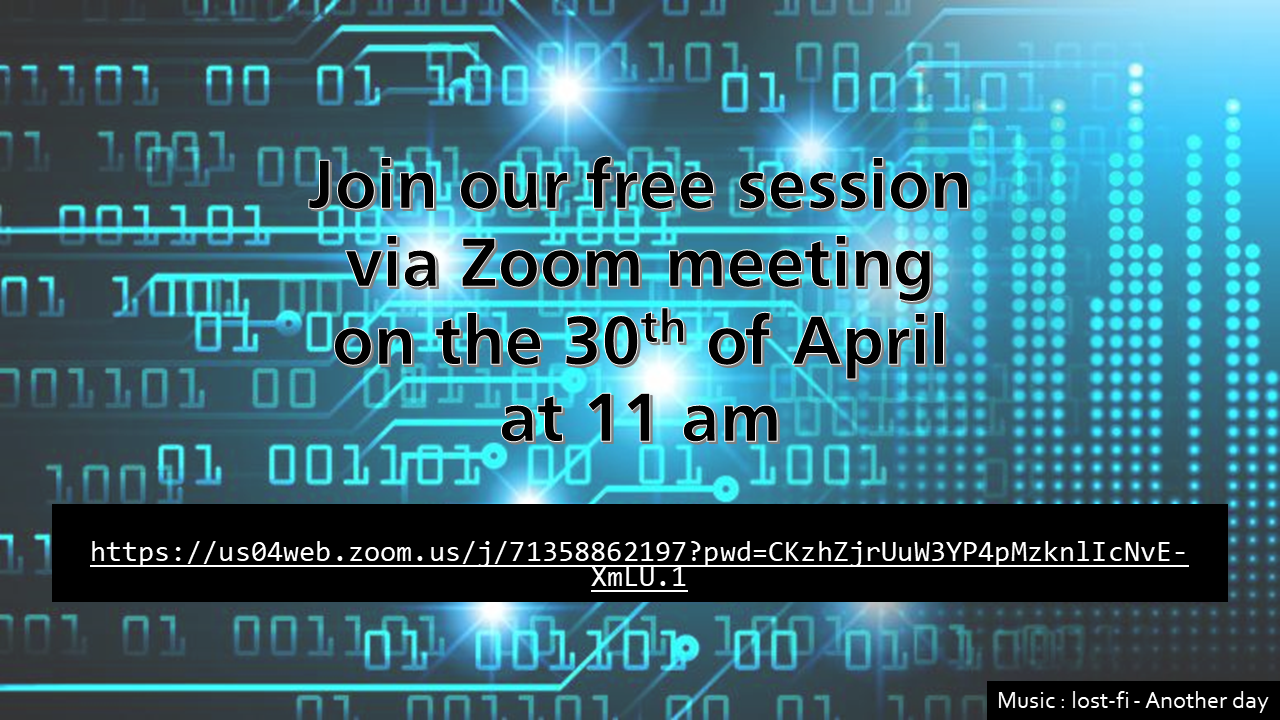 Join our free session
via Zoom meeting
on the 30th of April
at 11 am
https://us04web.zoom.us/j/71358862197?pwd=CKzhZjrUuW3YP4pMzknlIcNvE-
XmLU.1
Music : lost-fi - Another day